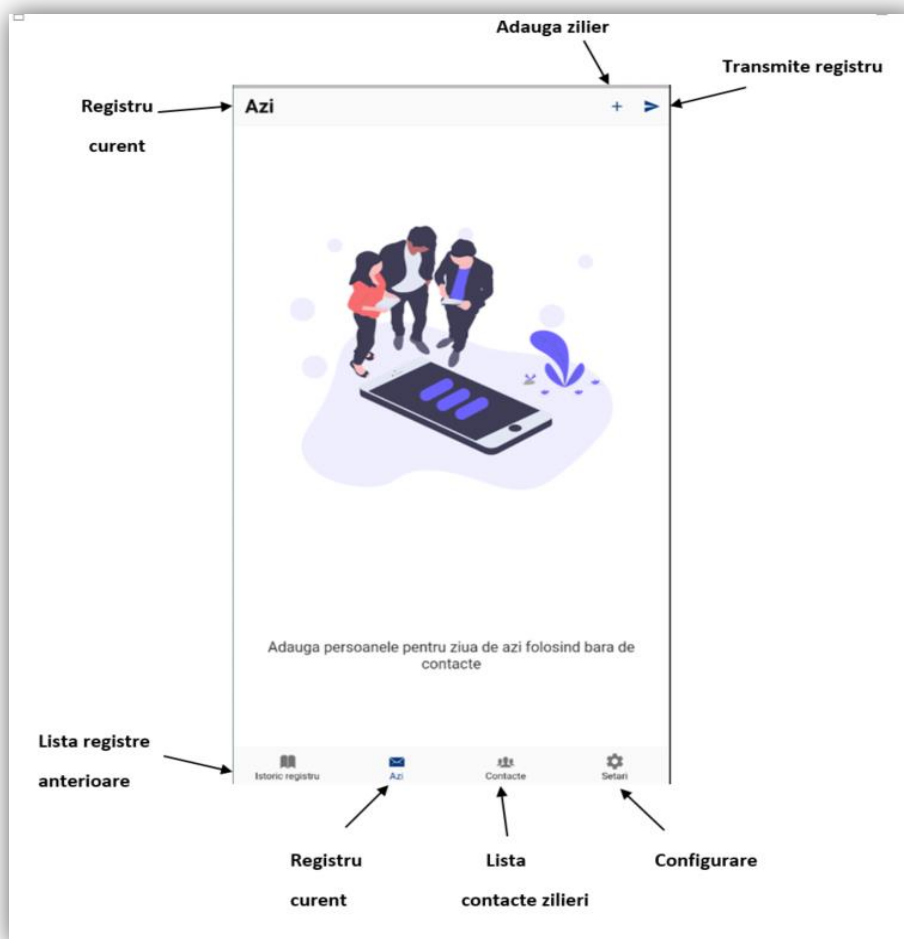 Adauga zilier
Transmite registru
Registru
curent
Azi
Adauga persoanele pentru ziua de azi folosind bara de
contacte
Lista registre
anterioare
Istoric registru
Azi
Contacte
Setari
Registru
curent
Lista
contacte zilieri
Configurare